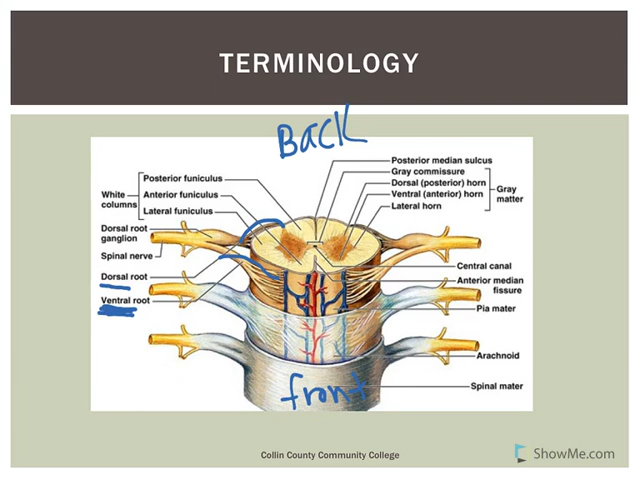 TERMINOLOGY
BACK
Posterior funiculus
Anterior funiculus
Lateral funiculus
White
columns
Dorsal root
ganglion
Spinal nerve
Dorsal root
Ventral root
Posterior median sulcus
Gray commissure
Dorsal (posterior) horn
Ventral (anterior) horn
Lateral horn
Gray
matter
Central canal
Anterior median
fissure
Pia mater
Arachnoid
Spinal mater
front
Collin County Community College
ShowMe.com